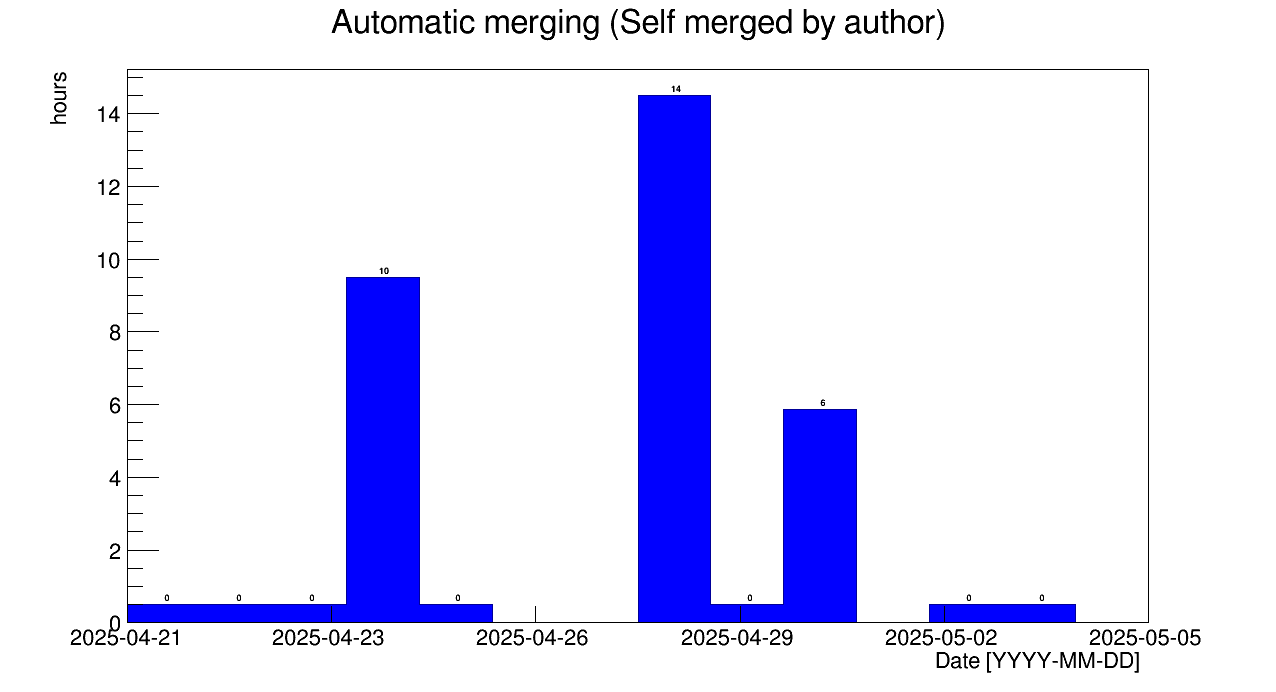 Automatic merging (Self merged by author)
hours
14
14
12
10
10
8
6
6
4
2
0 0 0 0 0 0 0
0
2025-04-21 2025-04-23 2025-04-26 2025-04-29 2025-05-02 2025-05-05
Date [YYYY-MM-DD]